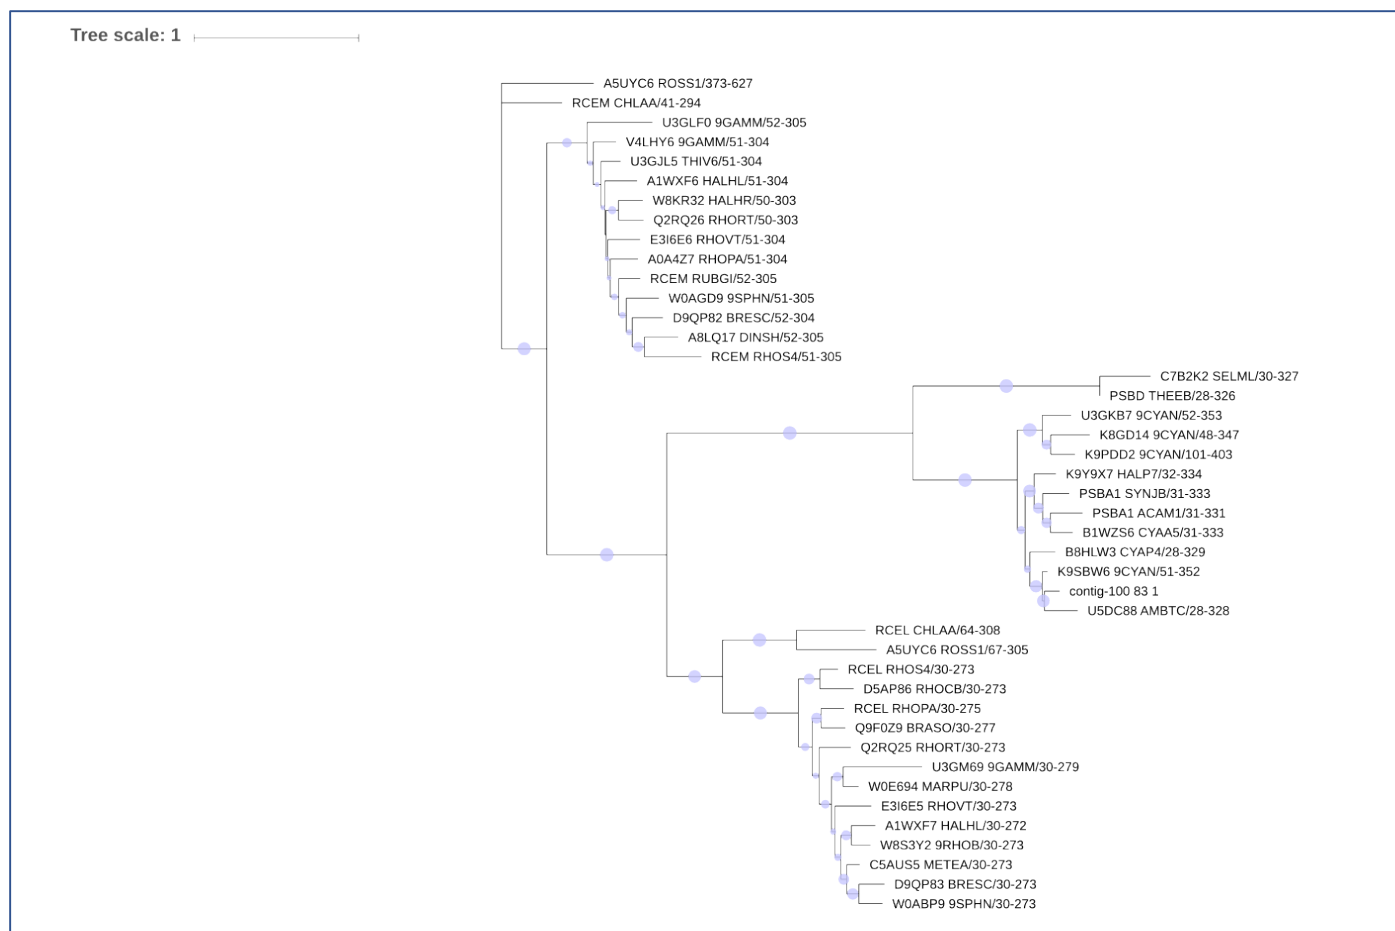 Tree scale: 1
A5UYC6 ROSS1/373-627
RCEM CHLAA/41-294
U3GLF0 9GAMM/52-305
V4LHY6 9GAMM/51-304
U3GJL5 THIV6/51-304
A1WXF6 HALHL/51-304
W8KR32 HALHR/50-303
Q2RQ26 RHORT/50-303
E3I6E6 RHOVT/51-304
A0A4Z7 RHOPA/51-304
RCEM RUBGI/52-305
W0AGD9 9SPHN/51-305
D9QP82 BRESC/52-304
A8LQ17 DINSH/52-305
RCEM RHOS4/51-305
C7B2K2 SELML/30-327
PSBD THEEB/28-326
U3GKB7 9CYAN/52-353
K8GD14 9CYAN/48-347
K9PDD2 9CYAN/101-403
K9Y9X7 HALP7/32-334
PSBA1 SYNJB/31-333
PSBA1 ACAM1/31-331
B1WZS6 CYAA5/31-333
B8HLW3 CYAP4/28-329
K9SBW6 9CYAN/51-352
contig-100 83 1
U5DC88 AMBTC/28-328
RCEL CHLAA/64-308
A5UYC6 ROSS1/67-305
RCEL RHOS4/30-273
D5AP86 RHOCB/30-273
RCEL RHOPA/30-275
Q9F0Z9 BRASO/30-277
Q2RQ25 RHORT/30-273
U3GM69 9GAMM/30-279
W0E694 MARPU/30-278
E3I6E5 RHOVT/30-273
A1WXF7 HALHL/30-272
W8S3Y2 9RHOB/30-273
C5AUS5 METEA/30-273
D9QP83 BRESC/30-273
W0ABP9 9SPHN/30-273